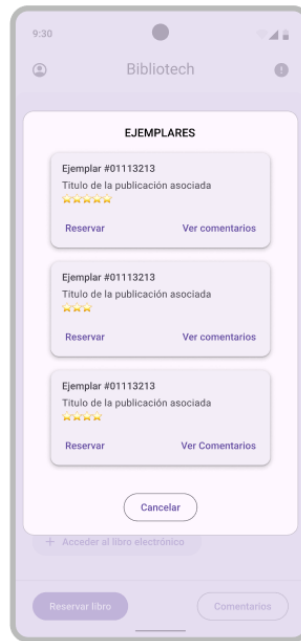 9:30
Bibliotech
EJEMPLARES
Ejemplar #01113213
Titulo de la publicación asociada
Reservar Ver comentarios
Ejemplar #01113213
Titulo de la publicación asociada
Reservar Ver comentarios
Ejemplar #01113213
Titulo de la publicación asociada
Reservar Ver Comentarios
Cancelar
+ Acceder al libro electrónico
Reservar libro Comentarios